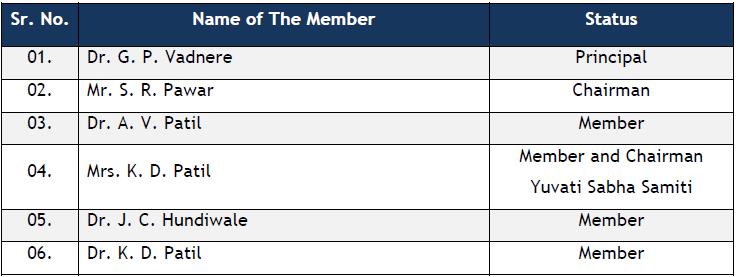 Sr. No. Name of The Member Status
01. Dr. G. P. Vadnere Principal
02. Mr. S. R. Pawar Chairman
03. Dr. A. V. Patil Member
04. Mrs. K. D. Patil Member and Chairman
Yuvati Sabha Samiti
05. Dr. J. C. Hundiwale Member
06. Dr. K. D. Patil Member